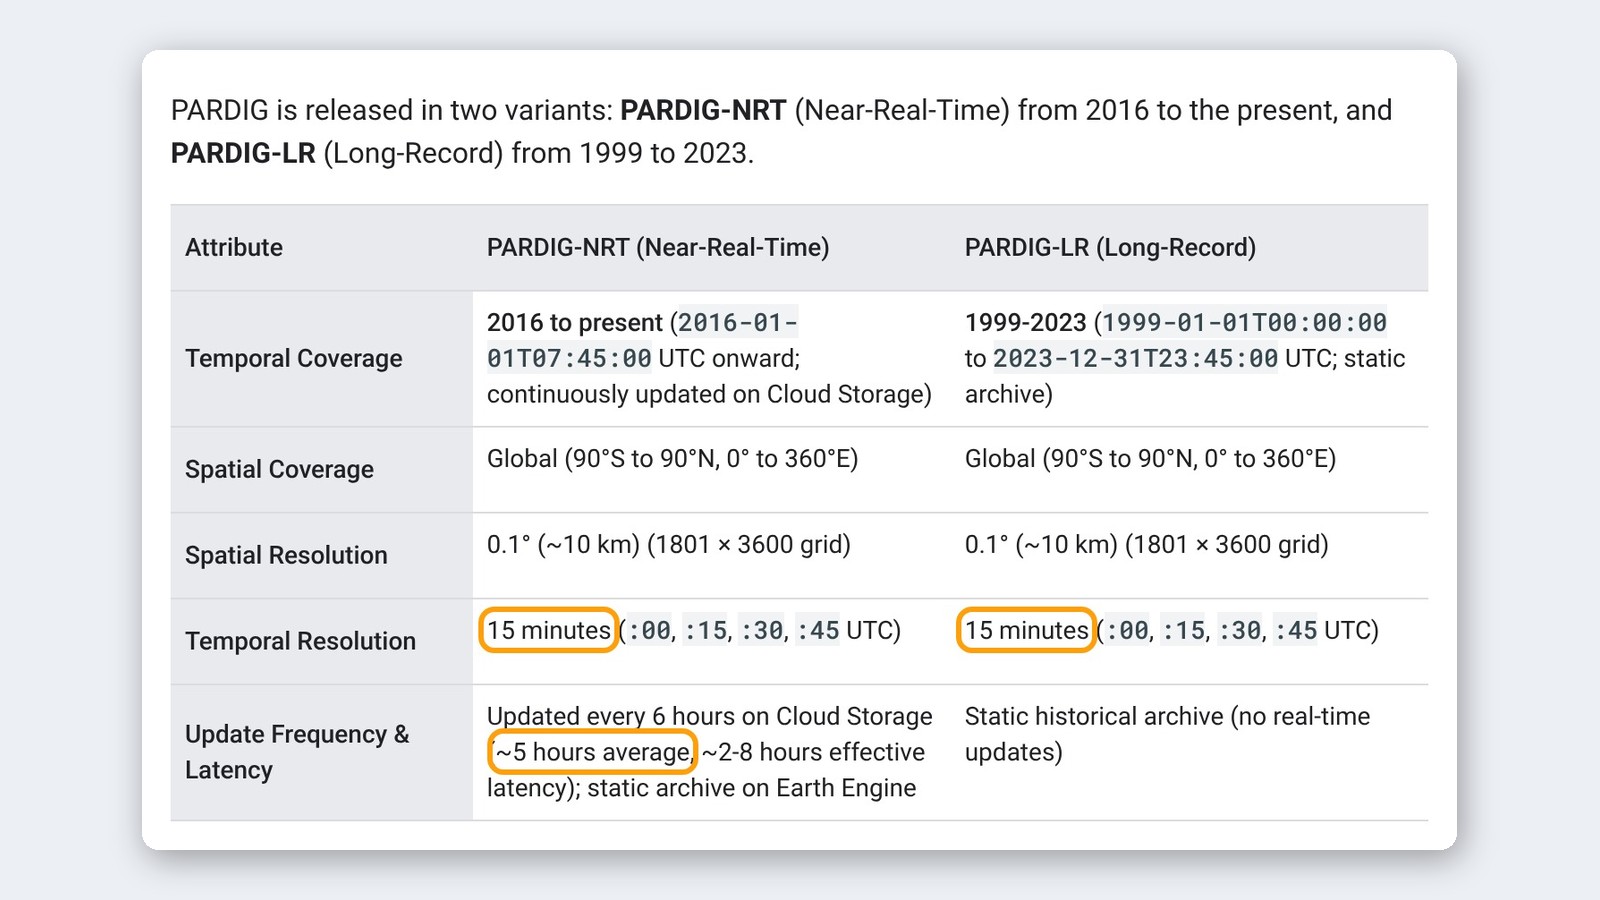 PARDIG is released in two variants: PARDIG-NRT (Near-Real-Time) from 2016 to the present, and
PARDIG-LR (Long-Record) from 1999 to 2023.
Attribute
PARDIG-NRT (Near-Real-Time)
PARDIG-LR (Long-Record)
Temporal Coverage
2016 to present (2016-01-
01T07:45:00 UTC onward;
continuously updated on Cloud Storage)
1999-2023 (1999-01-01T00:00:00
to 2023-12-31T23:45:00 UTC; static
archive)
Spatial Coverage
Global (90°S to 90°N, 0° to 360°E)
Global (90°S to 90°N, 0° to 360°E)
Spatial Resolution
0.1° (~10 km) (1801 × 3600 grid)
0.1° (~10 km) (1801 × 3600 grid)
Temporal Resolution
15 minutes (:00, :15, :30, :45 UTC)
15 minutes (:00, :15, :30, :45 UTC)
Update Frequency &
Latency
Updated every 6 hours on Cloud Storage
(~5 hours average, ~2-8 hours effective
latency); static archive on Earth Engine
Static historical archive (no real-time
updates)